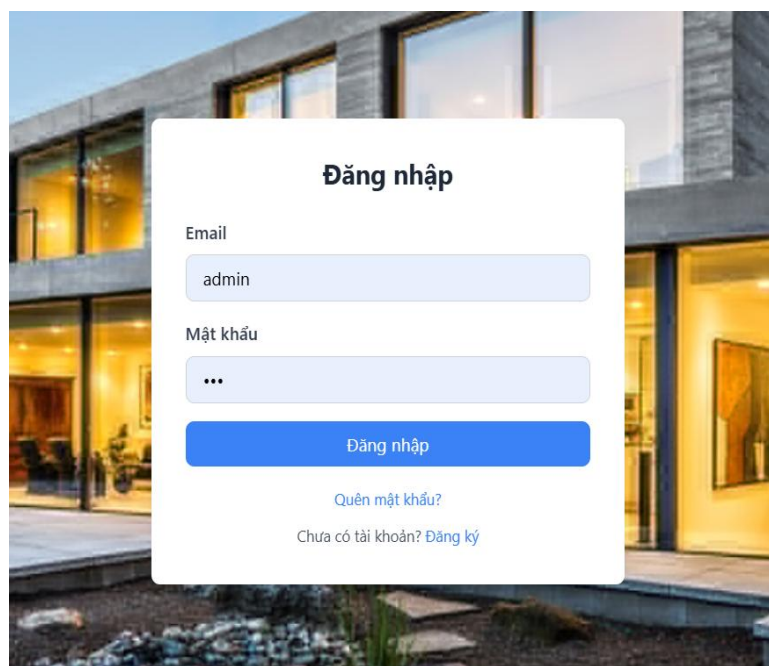 Đăng nhập
Email
admin
Mật khẩu
•••
Đăng nhập
Quên mật khẩu?
Chưa có tài khoản? Đăng ký